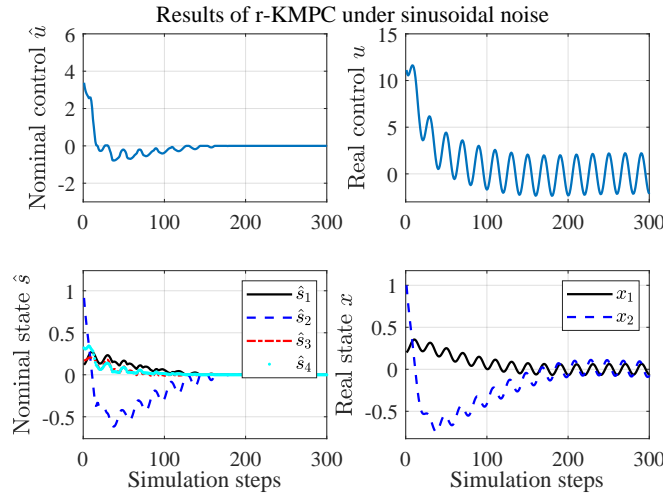 Results of r-KMPC under sinusoidal noise
Nominal control û
6
4
2
0
-2
0
100
200
300
Real control u
15
10
5
0
0
100
200
300
Nominal state ŝ
1
0.5
0
-0.5
0
100
200
300
Simulation steps
ŝ1
ŝ2
ŝ3
ŝ4
Real state x
1
0.5
0
-0.5
0
100
200
300
Simulation steps
x1
x2